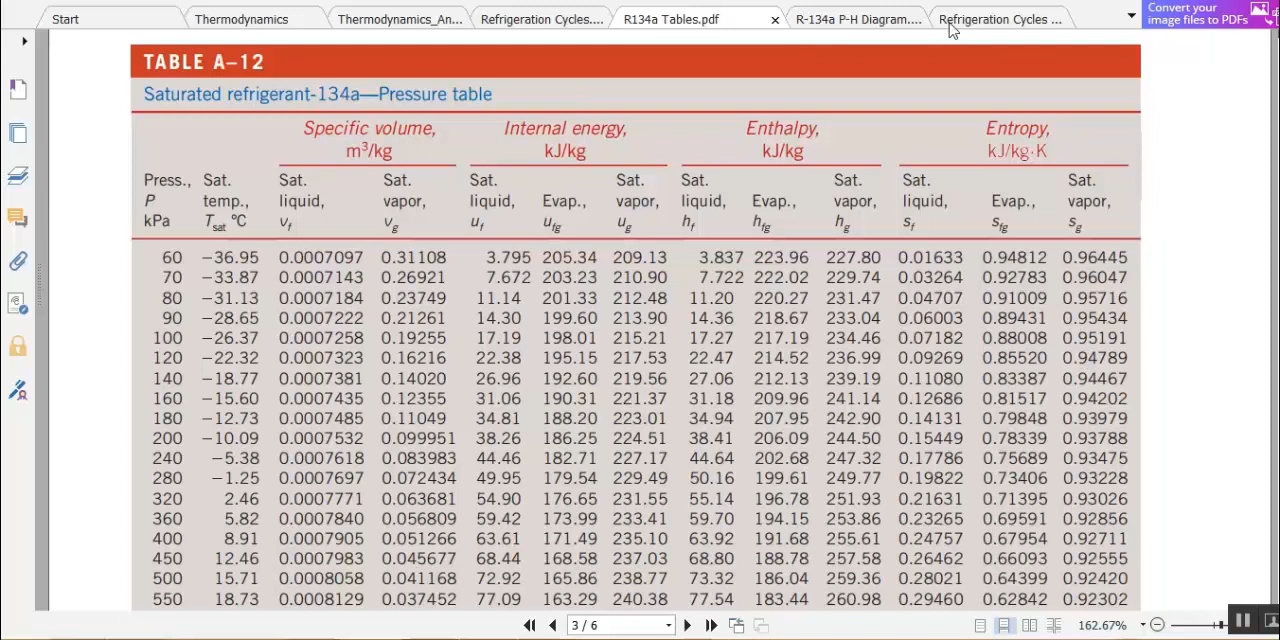 Start Thermodynamics Thermodynamics_An... Refrigeration Cycles.... R134a Tables.pdf × R-134a P-H Diagram.... Refrigeration Cycles ... Convert your
image files to PDFs
TABLE A–12
Saturated refrigerant-134a—Pressure table
Specific volume, Internal energy, Enthalpy, Entropy,
m³/kg kJ/kg kJ/kg kJ/kg·K
Press., Sat. Sat. Sat. Sat. Sat. Sat. Sat. Sat. Sat.
P temp., liquid, vapor, liquid, Evap., vapor, liquid, Evap., vapor, liquid, Evap., vapor,
kPa Tsat °C vf vg uf ufg ug hf hfg hg sf sfg sg
60 −36.95 0.0007097 0.31108 3.795 205.34 209.13 3.837 223.96 227.80 0.01633 0.94812 0.96445
70 −33.87 0.0007143 0.26921 7.672 203.23 210.90 7.722 222.02 229.74 0.03264 0.92783 0.96047
80 −31.13 0.0007184 0.23749 11.14 201.33 212.48 11.20 220.27 231.47 0.04707 0.91009 0.95716
90 −28.65 0.0007222 0.21261 14.30 199.60 213.90 14.36 218.67 233.04 0.06003 0.89431 0.95434
100 −26.37 0.0007258 0.19255 17.19 198.01 215.21 17.27 217.19 234.46 0.07182 0.88008 0.95191
120 −22.32 0.0007323 0.16216 22.38 195.15 217.53 22.47 214.52 236.99 0.09269 0.85520 0.94789
140 −18.77 0.0007381 0.14020 26.96 192.60 219.56 27.06 212.13 239.19 0.11080 0.83387 0.94467
160 −15.60 0.0007435 0.12355 31.06 190.31 221.37 31.18 209.96 241.14 0.12686 0.81517 0.94202
180 −12.73 0.0007485 0.11049 34.81 188.20 223.01 34.94 207.95 242.90 0.14131 0.79848 0.93979
200 −10.09 0.0007532 0.099951 38.26 186.25 224.51 38.41 206.09 244.50 0.15449 0.78339 0.93788
240 −5.38 0.0007618 0.083983 44.46 182.71 227.17 44.64 202.68 247.32 0.17786 0.75689 0.93475
280 −1.25 0.0007697 0.072434 49.95 179.54 229.49 50.16 199.61 249.77 0.19822 0.73406 0.93228
320 2.46 0.0007771 0.063681 54.90 176.65 231.55 55.14 196.78 251.93 0.21631 0.71395 0.93026
360 5.82 0.0007840 0.056809 59.42 173.99 233.41 59.70 194.15 253.86 0.23265 0.69591 0.92856
400 8.91 0.0007905 0.051266 63.61 171.49 235.10 63.92 191.68 255.61 0.24757 0.67954 0.92711
450 12.46 0.0007983 0.045677 68.44 168.58 237.03 68.80 188.78 257.58 0.26462 0.66093 0.92555
500 15.71 0.0008058 0.041168 72.92 165.86 238.77 73.32 186.04 259.36 0.28021 0.64399 0.92420
550 18.73 0.0008129 0.037452 77.09 163.29 240.38 77.54 183.44 260.98 0.29460 0.62842 0.92302
3 / 6 162.67%